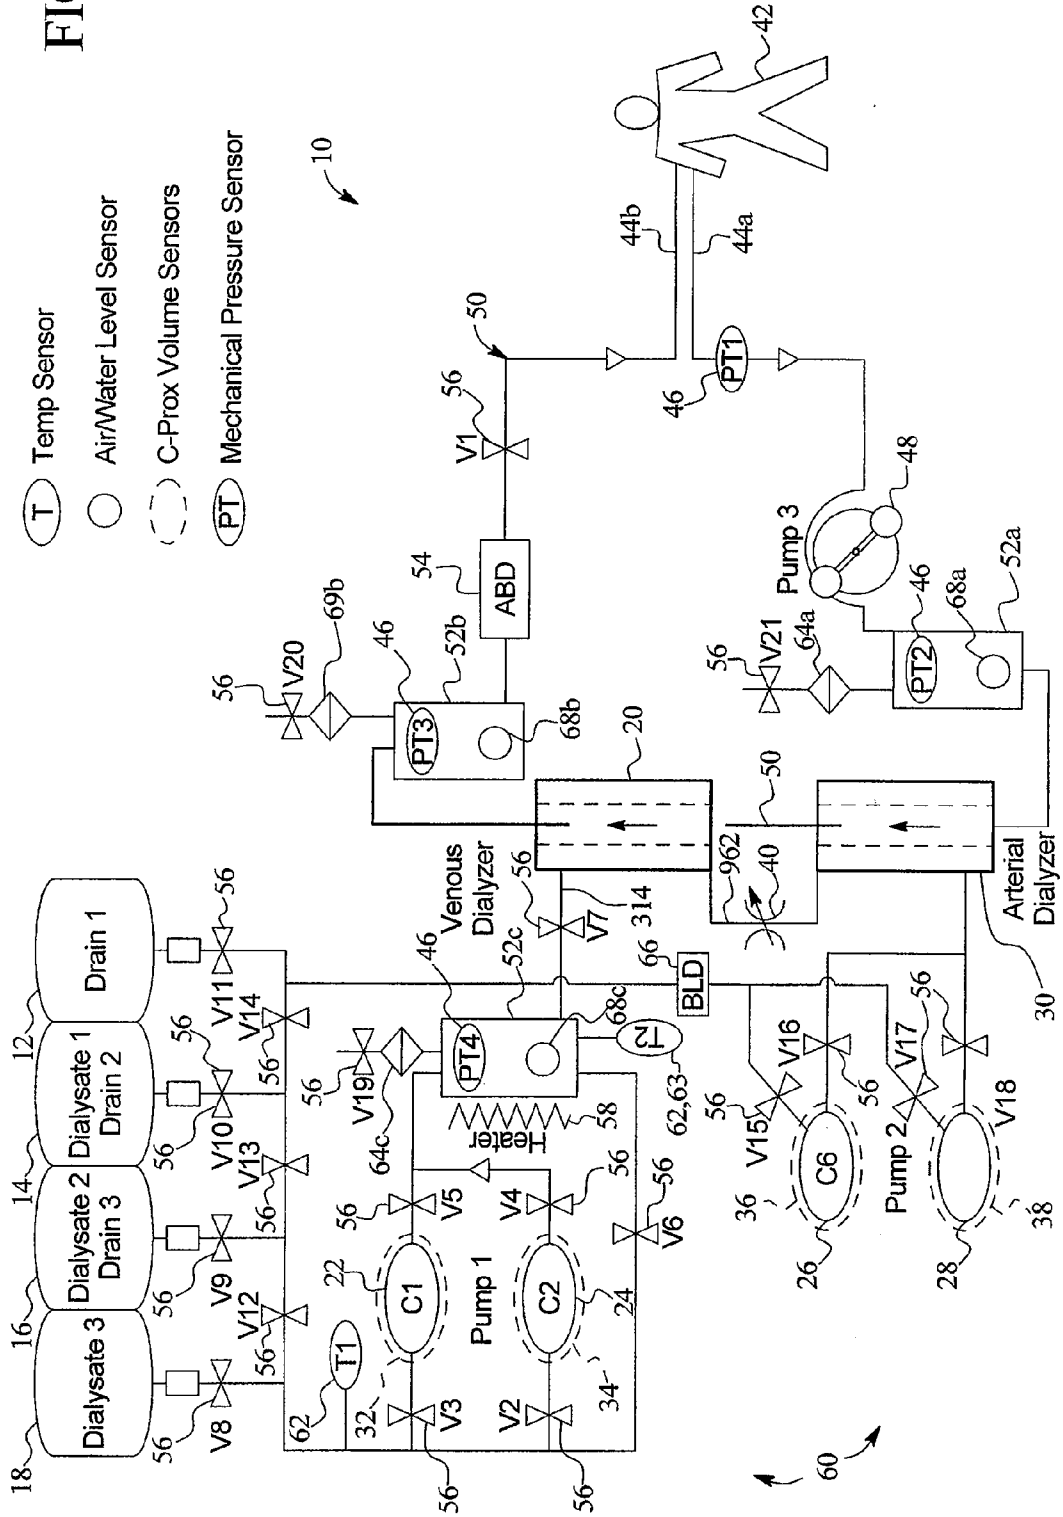 FIG
T Temp Sensor
Air/Water Level Sensor
C-Prox Volume Sensors
PT Mechanical Pressure Sensor
10
42
44b
44a
50
56
V1
46
PT1
54
ABD
48
Pump 3
56
V20
69b
46
52b
PT3
68b
56
V21
64a
46
52a
PT2
68a
20
50
Venous
Dialyzer
56
V7
314
962
40
Arterial
Dialyzer
30
12
Drain 1
14
Dialysate 1
Drain 2
16
Dialysate 2
Drain 3
18
Dialysate 3
56
V11
V14
56
56
56
V10
V13
56
56
V9
V12
56
56
V8
46
52c
PT4
68c
T2
62,63
56
V19
64c
Heater
58
66
BLD
56
V5
V4
56
56
V6
22
C1
Pump 1
C2
24
62
T1
32
V3
34
V2
56
56
56
V15
V16
56
V17
56
V18
36
C6
Pump 2
26
28
38
60